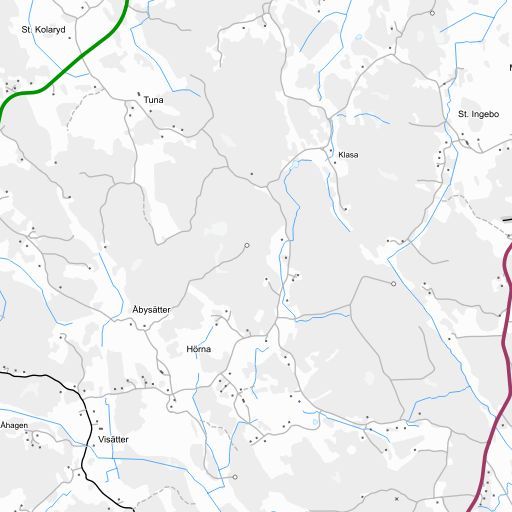 St. Kolaryd
Tuna
St. Ingebo
Klasa
Åbysätter
Hörna
Åhagen
Visätter